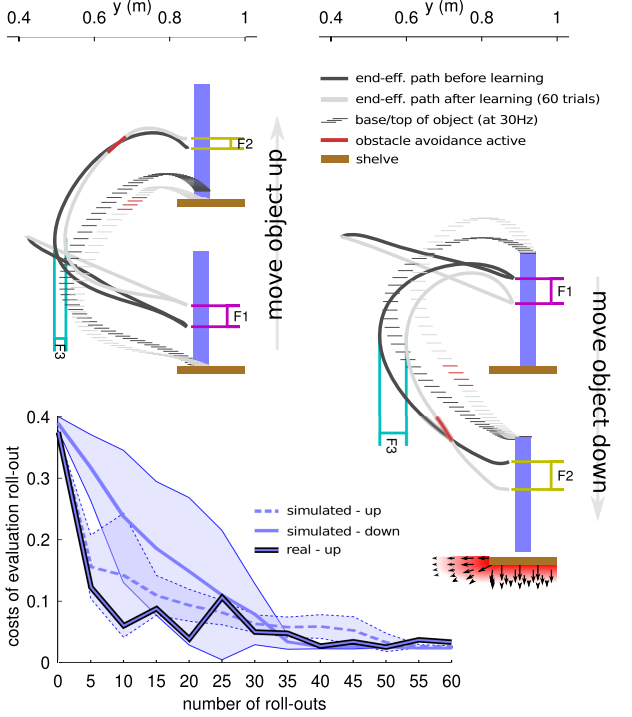 y (m)
0.4 0.6 0.8 1
y (m)
0.4 0.6 0.8 1
end-eff. path before learning
end-eff. path after learning (60 trials)
base/top of object (at 30Hz)
obstacle avoidance active
shelve
F2
move object up
F1
F3
F1
move object down
F3
F2
0.4
0.3
0.2
0.1
0
costs of evaluation roll-out
simulated - up
simulated - down
real - up
0 5 10 15 20 25 30 35 40 45 50 55 60
number of roll-outs